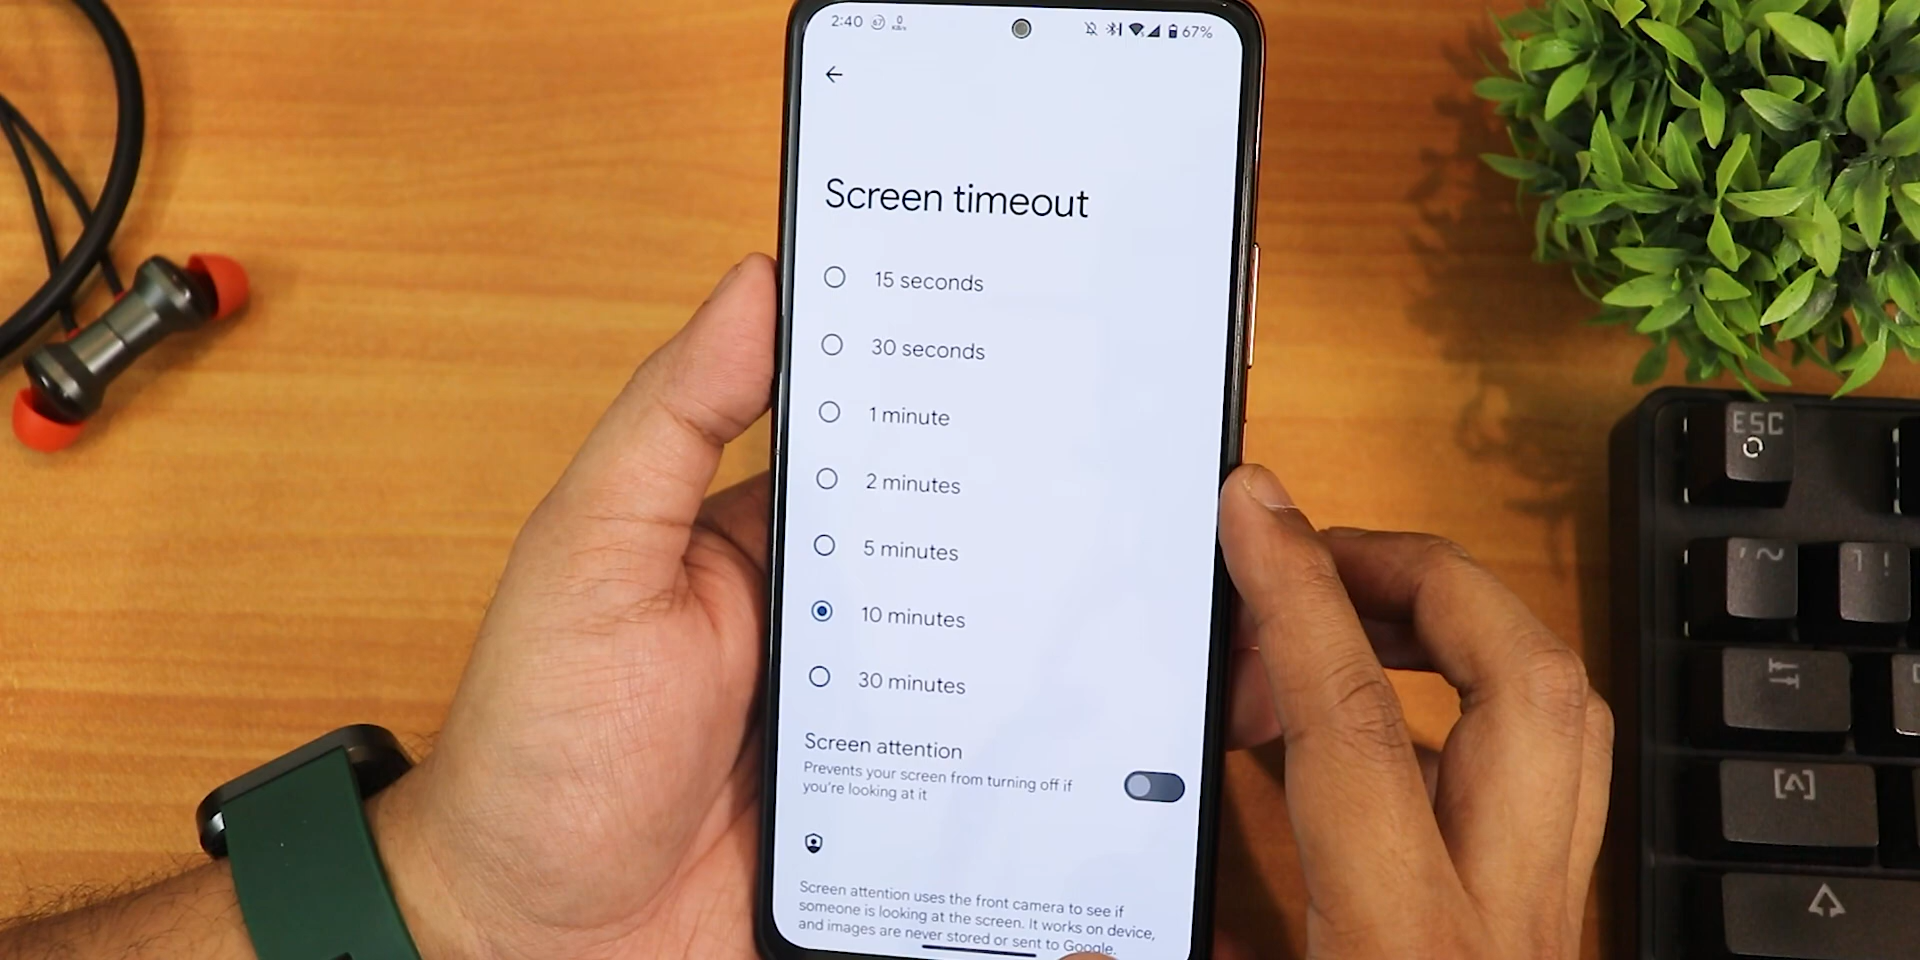 2:40 67%
Screen timeout
15 seconds
30 seconds
1 minute
2 minutes
5 minutes
10 minutes
30 minutes
Screen attention
Prevents your screen from turning off if
you're looking at it
Screen attention uses the front camera to see if
someone is looking at the screen. It works on device,
and images are never stored or sent to Google.
ESC
' ~
1 !